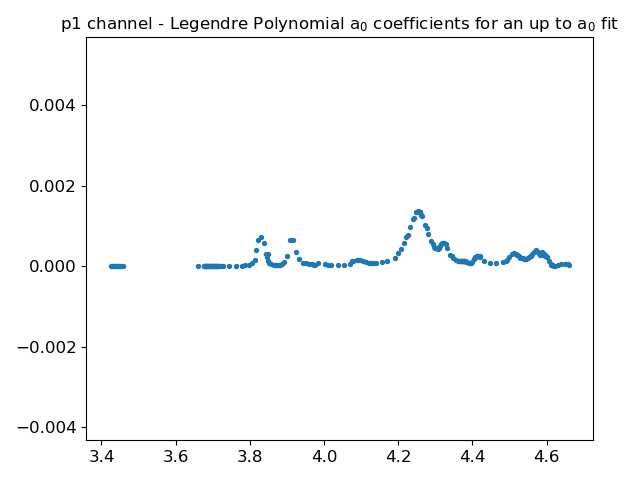 p1 channel - Legendre Polynomial a₀ coefficients for an up to a₀ fit
0.004
0.002
0.000
−0.002
−0.004
3.4 3.6 3.8 4.0 4.2 4.4 4.6